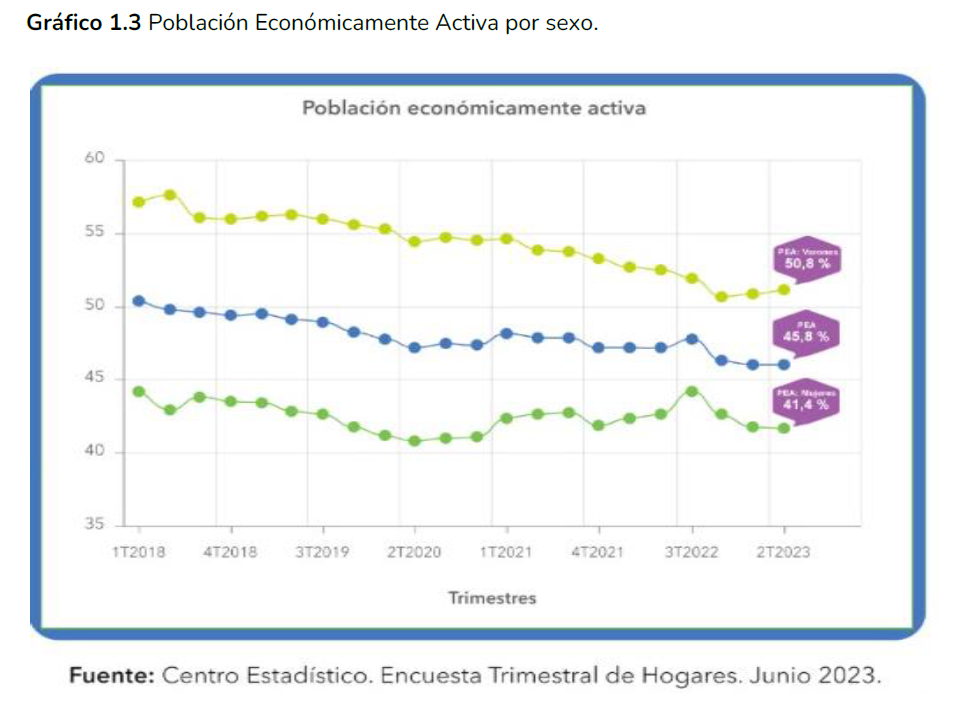 Gráfico 1.3 Población Económicamente Activa por sexo.
Población económicamente activa
60
55
50
45
40
35
PEA: Varones
50,8 %
PEA
45,8 %
PEA: Mujeres
41,4 %
1T2018 4T2018 3T2019 2T2020 1T2021 4T2021 3T2022 2T2023
Trimestres
Fuente: Centro Estadístico. Encuesta Trimestral de Hogares. Junio 2023.